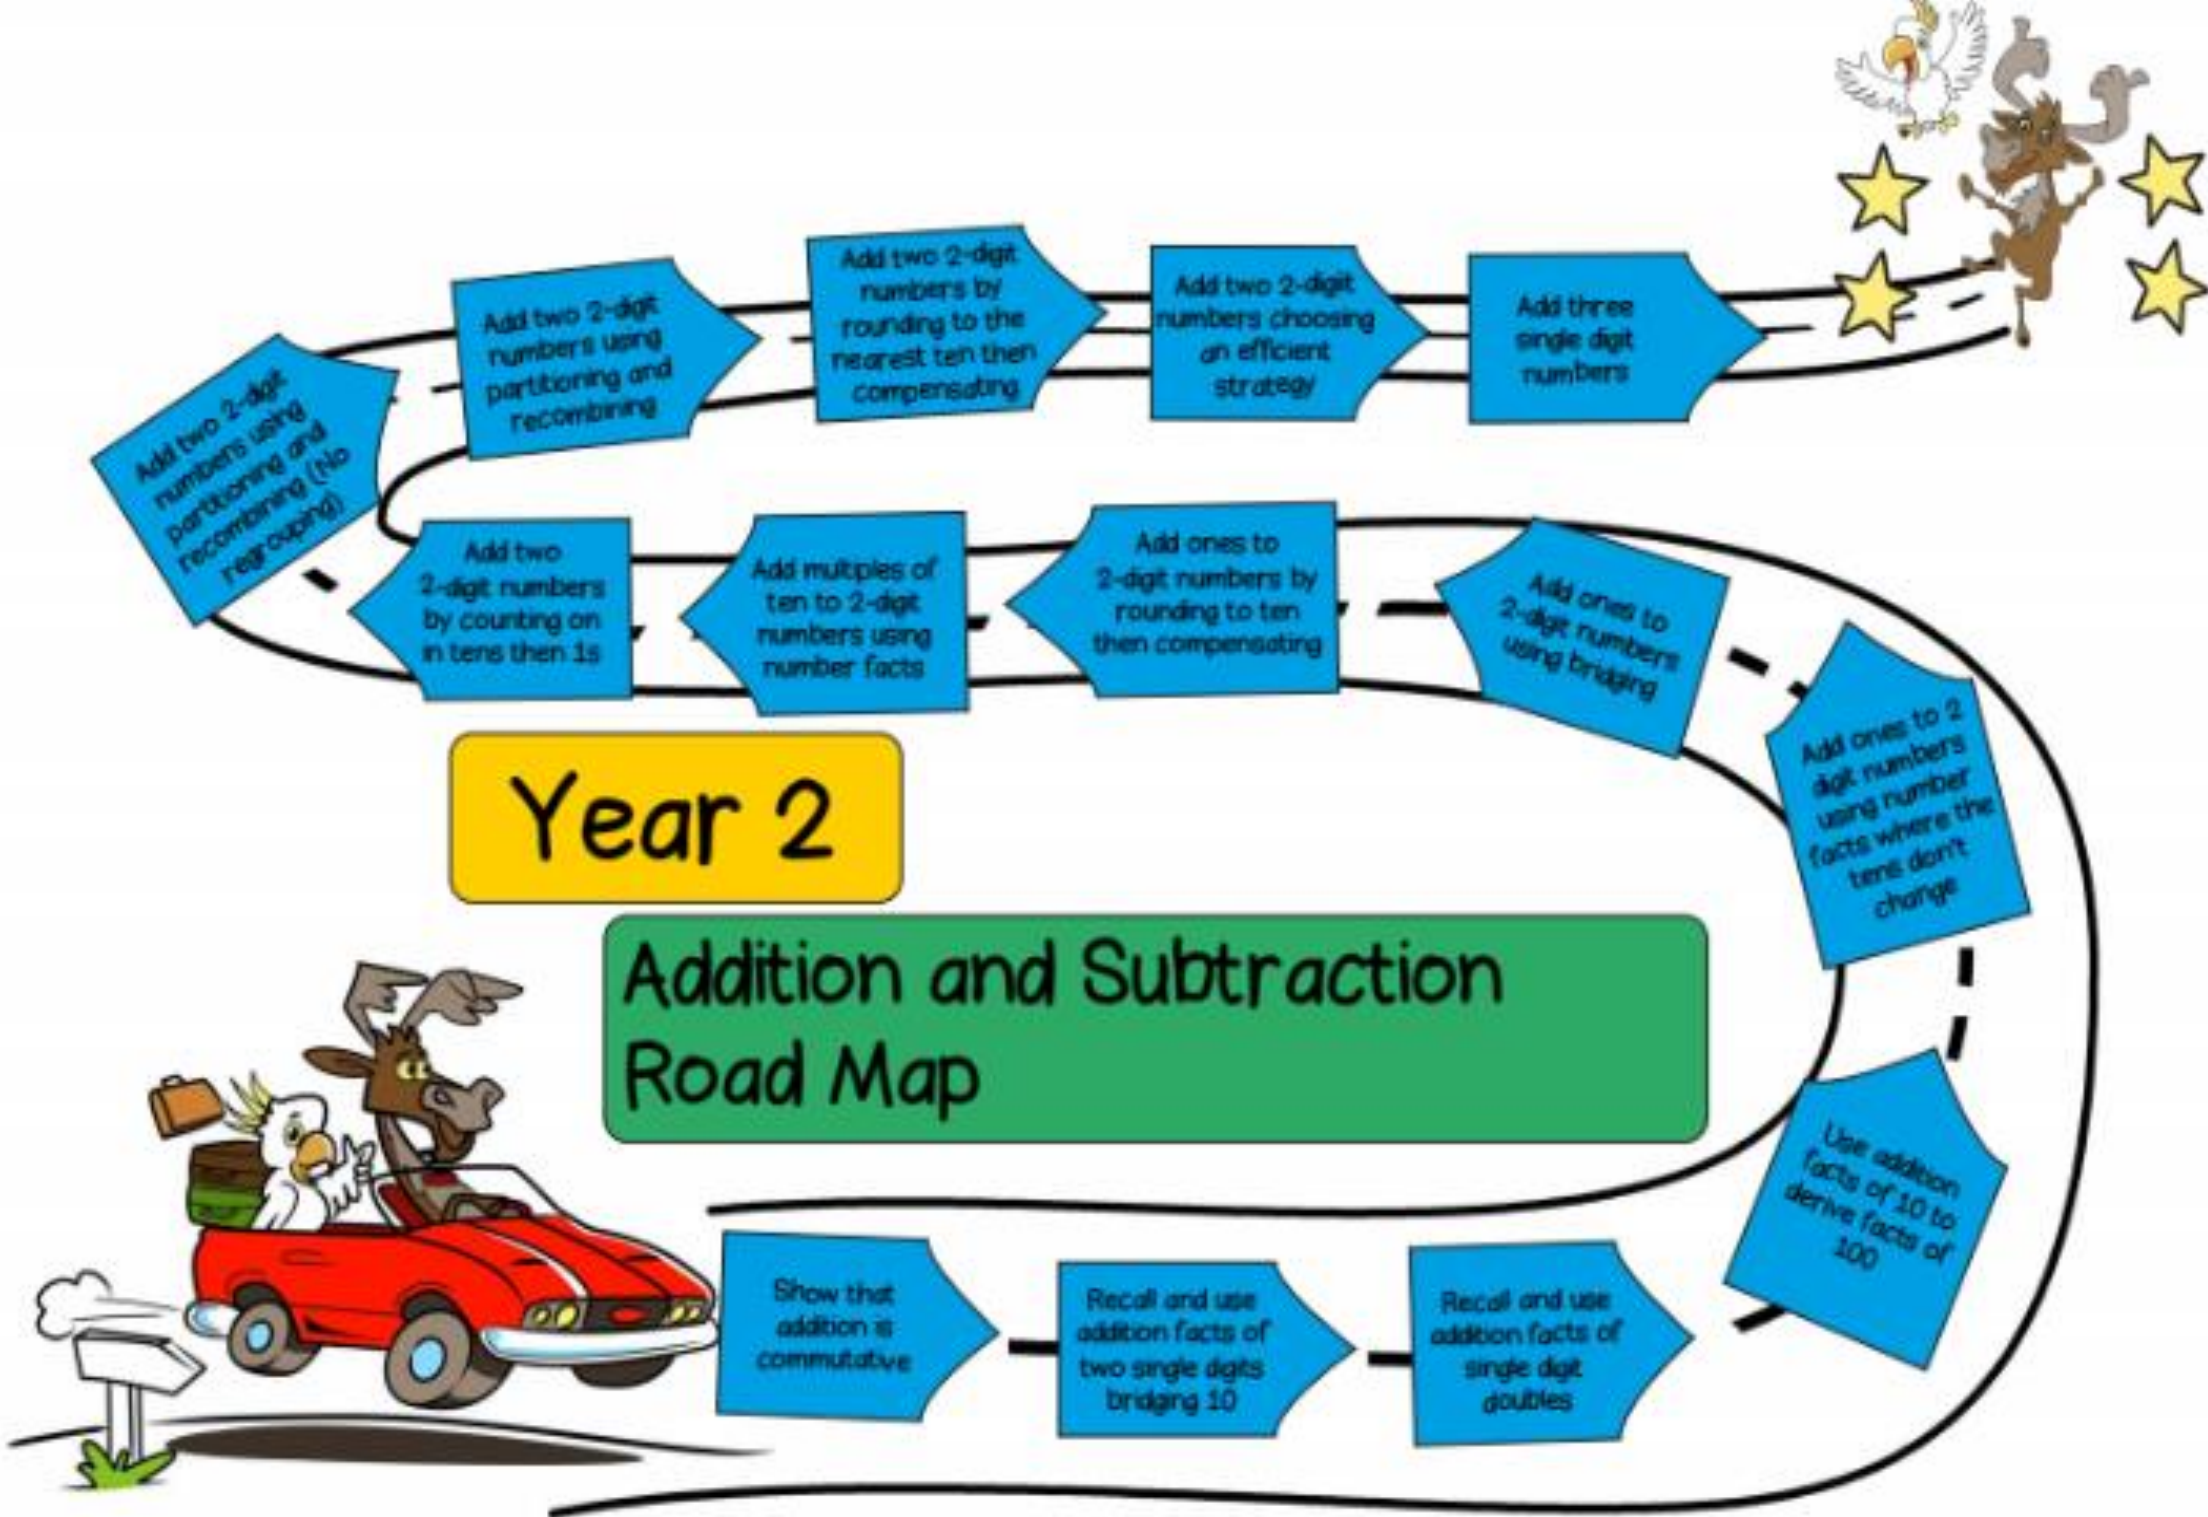 Add two 2-digit
numbers using
partitioning and
recombining (No
regrouping)
Add two 2-digit
numbers using
partitioning and
recombining
Add two 2-digit
numbers by
rounding to the
nearest ten then
compensating
Add two 2-digit
numbers choosing
an efficient
strategy
Add three
single digit
numbers
Add two
2-digit numbers
by counting on
in tens then 1s
Add multiples of
ten to 2-digit
numbers using
number facts
Add ones to
2-digit numbers by
rounding to ten
then compensating
Add ones to
2-digit numbers
using bridging
Add ones to 2
digit numbers
using number
facts where the
tens don't
change
Year 2
Addition and Subtraction
Road Map
Use addition
facts of 10 to
derive facts of
100
Show that
addition is
commutative
Recall and use
addition facts of
two single digits
bridging 10
Recall and use
addition facts of
single digit
doubles